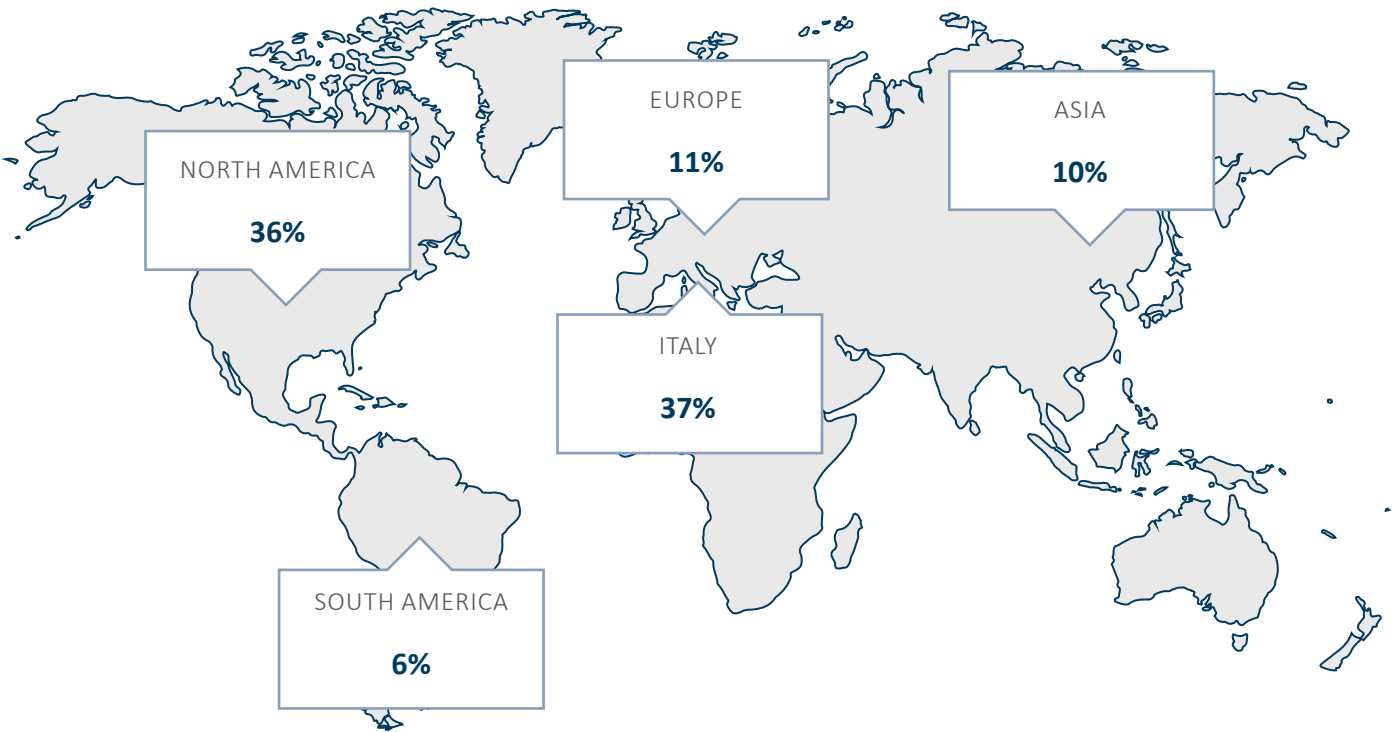 NORTH AMERICA
36%
EUROPE
11%
ASIA
10%
ITALY
37%
SOUTH AMERICA
6%